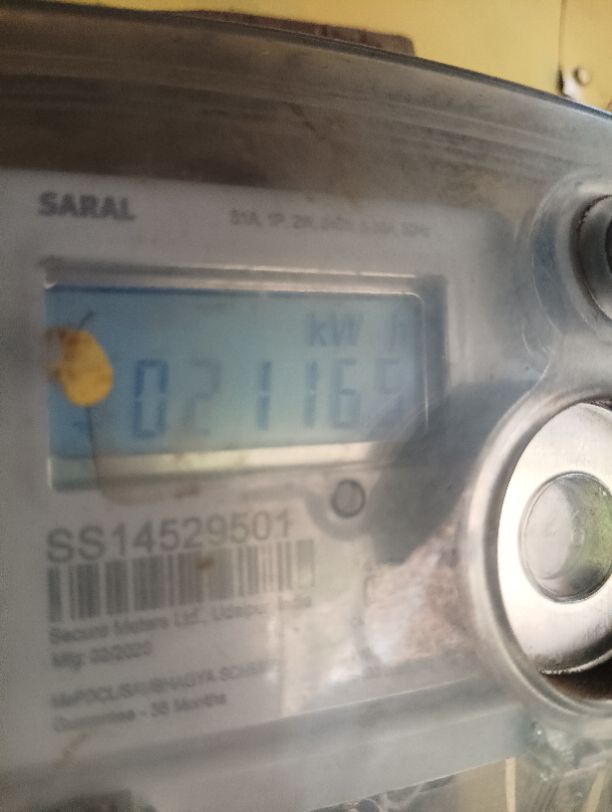 SARAL
kW h
021165
SS14529501
Secure Meters Ltd., Udaipur, India
Mfg: 02/2020
Guarantee - 36 Months